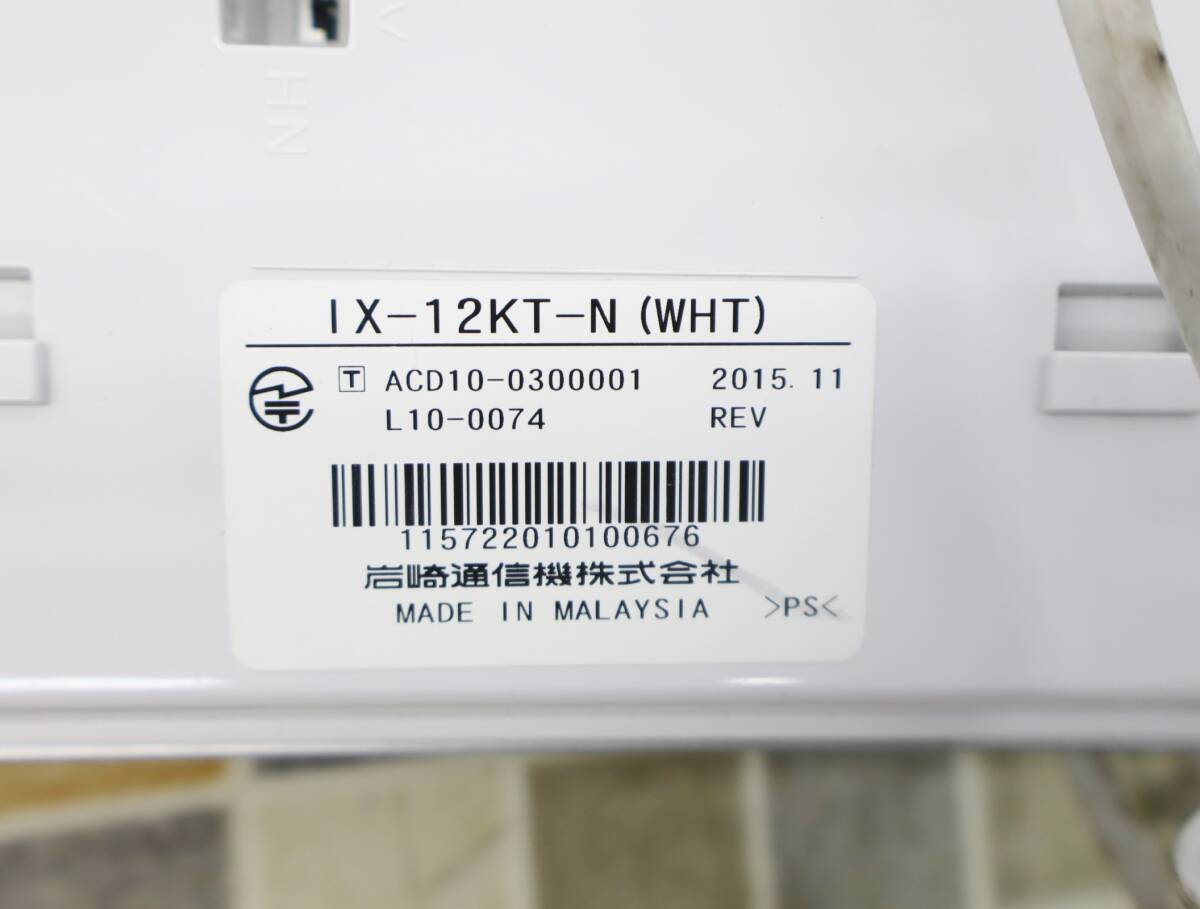 HN
IX-12KT-N (WHT)
T ACD10-0300001 2015.11
L10-0074 REV
115722010100676
岩崎通信機株式会社
MADE IN MALAYSIA >PS<